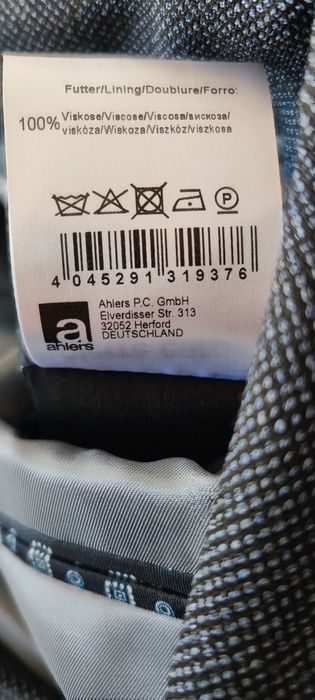 Futter/Lining/Doublure/Forro:
100% Viskose/Viscose/Viscosa/вискоза/
viskóza/Wiskoza/Viszkóz/viszkosa
P
4 045291 319376
a
ahlers
Ahlers P.C. GmbH
Elverdisser Str. 313
32052 Herford
DEUTSCHLAND